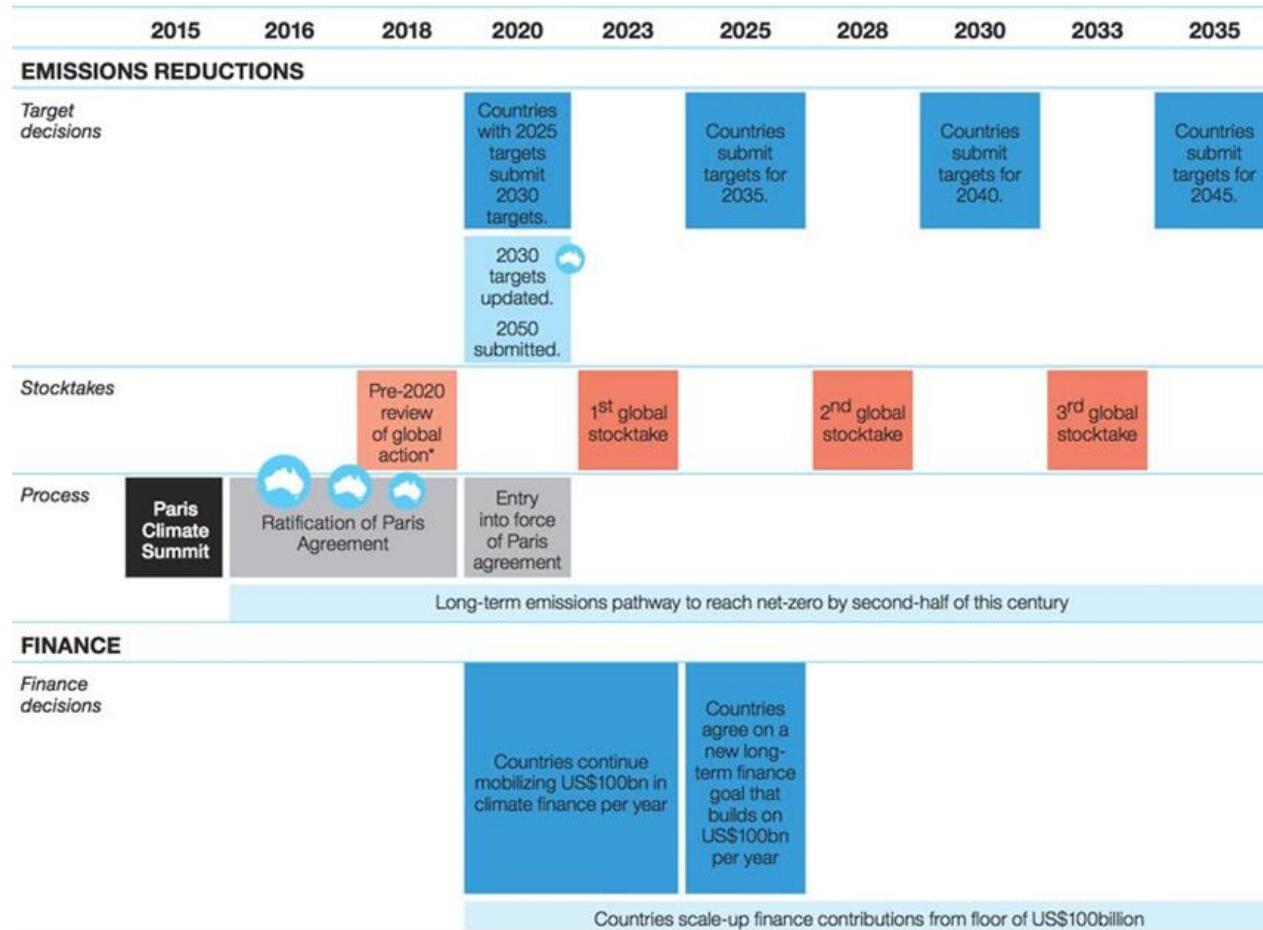 2015 2016 2018 2020 2023 2025 2028 2030 2033 2035
EMISSIONS REDUCTIONS
Target
decisions
Countries
with 2025
targets
submit
2030
targets.
Countries
submit
targets for
2035.
Countries
submit
targets for
2040.
Countries
submit
targets for
2045.
2030
targets
updated.
2050
submitted.
Stocktakes
Pre-2020
review
of global
action*
1st global
stocktake
2nd global
stocktake
3rd global
stocktake
Process
Paris
Climate
Summit
Ratification of Paris
Agreement
Entry
into force
of Paris
agreement
Long-term emissions pathway to reach net-zero by second-half of this century
FINANCE
Finance
decisions
Countries continue
mobilizing US$100bn in
climate finance per year
Countries
agree on a
new long-
term finance
goal that
builds on
US$100bn
per year
Countries scale-up finance contributions from floor of US$100billion